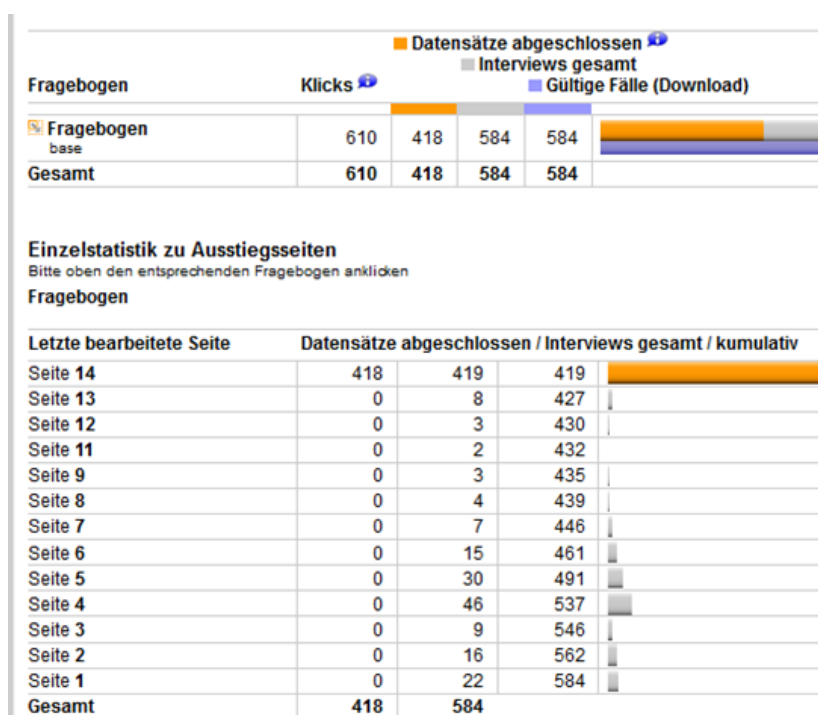 Datensätze abgeschlossen
Interviews gesamt
Fragebogen Klicks Gültige Fälle (Download)
Fragebogen 610 418 584 584
base
Gesamt 610 418 584 584
Einzelstatistik zu Ausstiegsseiten
Bitte oben den entsprechenden Fragebogen anklicken
Fragebogen
Letzte bearbeitete Seite Datensätze abgeschlossen / Interviews gesamt / kumulativ
Seite 14 418 419 419
Seite 13 0 8 427
Seite 12 0 3 430
Seite 11 0 2 432
Seite 9 0 3 435
Seite 8 0 4 439
Seite 7 0 7 446
Seite 6 0 15 461
Seite 5 0 30 491
Seite 4 0 46 537
Seite 3 0 9 546
Seite 2 0 16 562
Seite 1 0 22 584
Gesamt 418 584